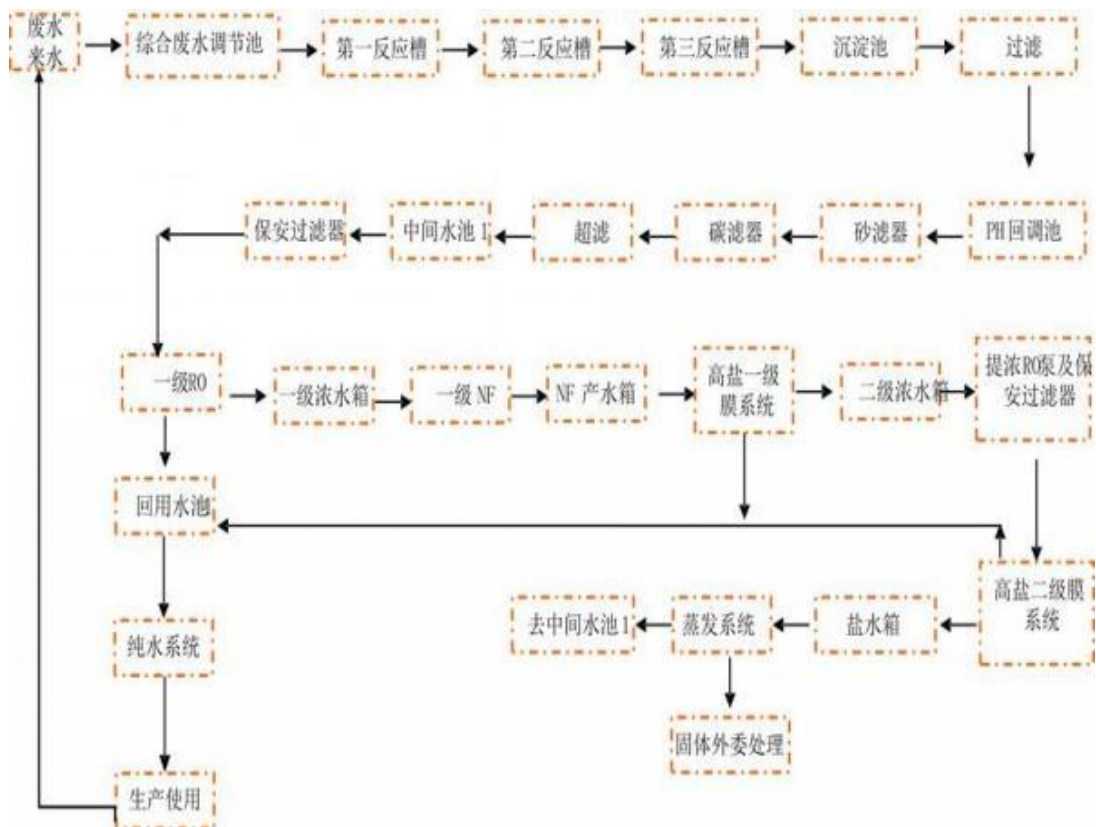 废水
来水
综合废水调节池
第一反应槽
第二反应槽
第三反应槽
沉淀池
过滤
保安过滤器
中间水池1
超滤
碳滤器
砂滤器
PH回调池
一级RO
一级浓水箱
一级NF
NF产水箱
高盐一级
膜系统
二级浓水箱
提浓RO泵及保
安过滤器
回用水池
去中间水池1
蒸发系统
盐水箱
高盐二级膜
系统
纯水系统
固体外委处理
生产使用